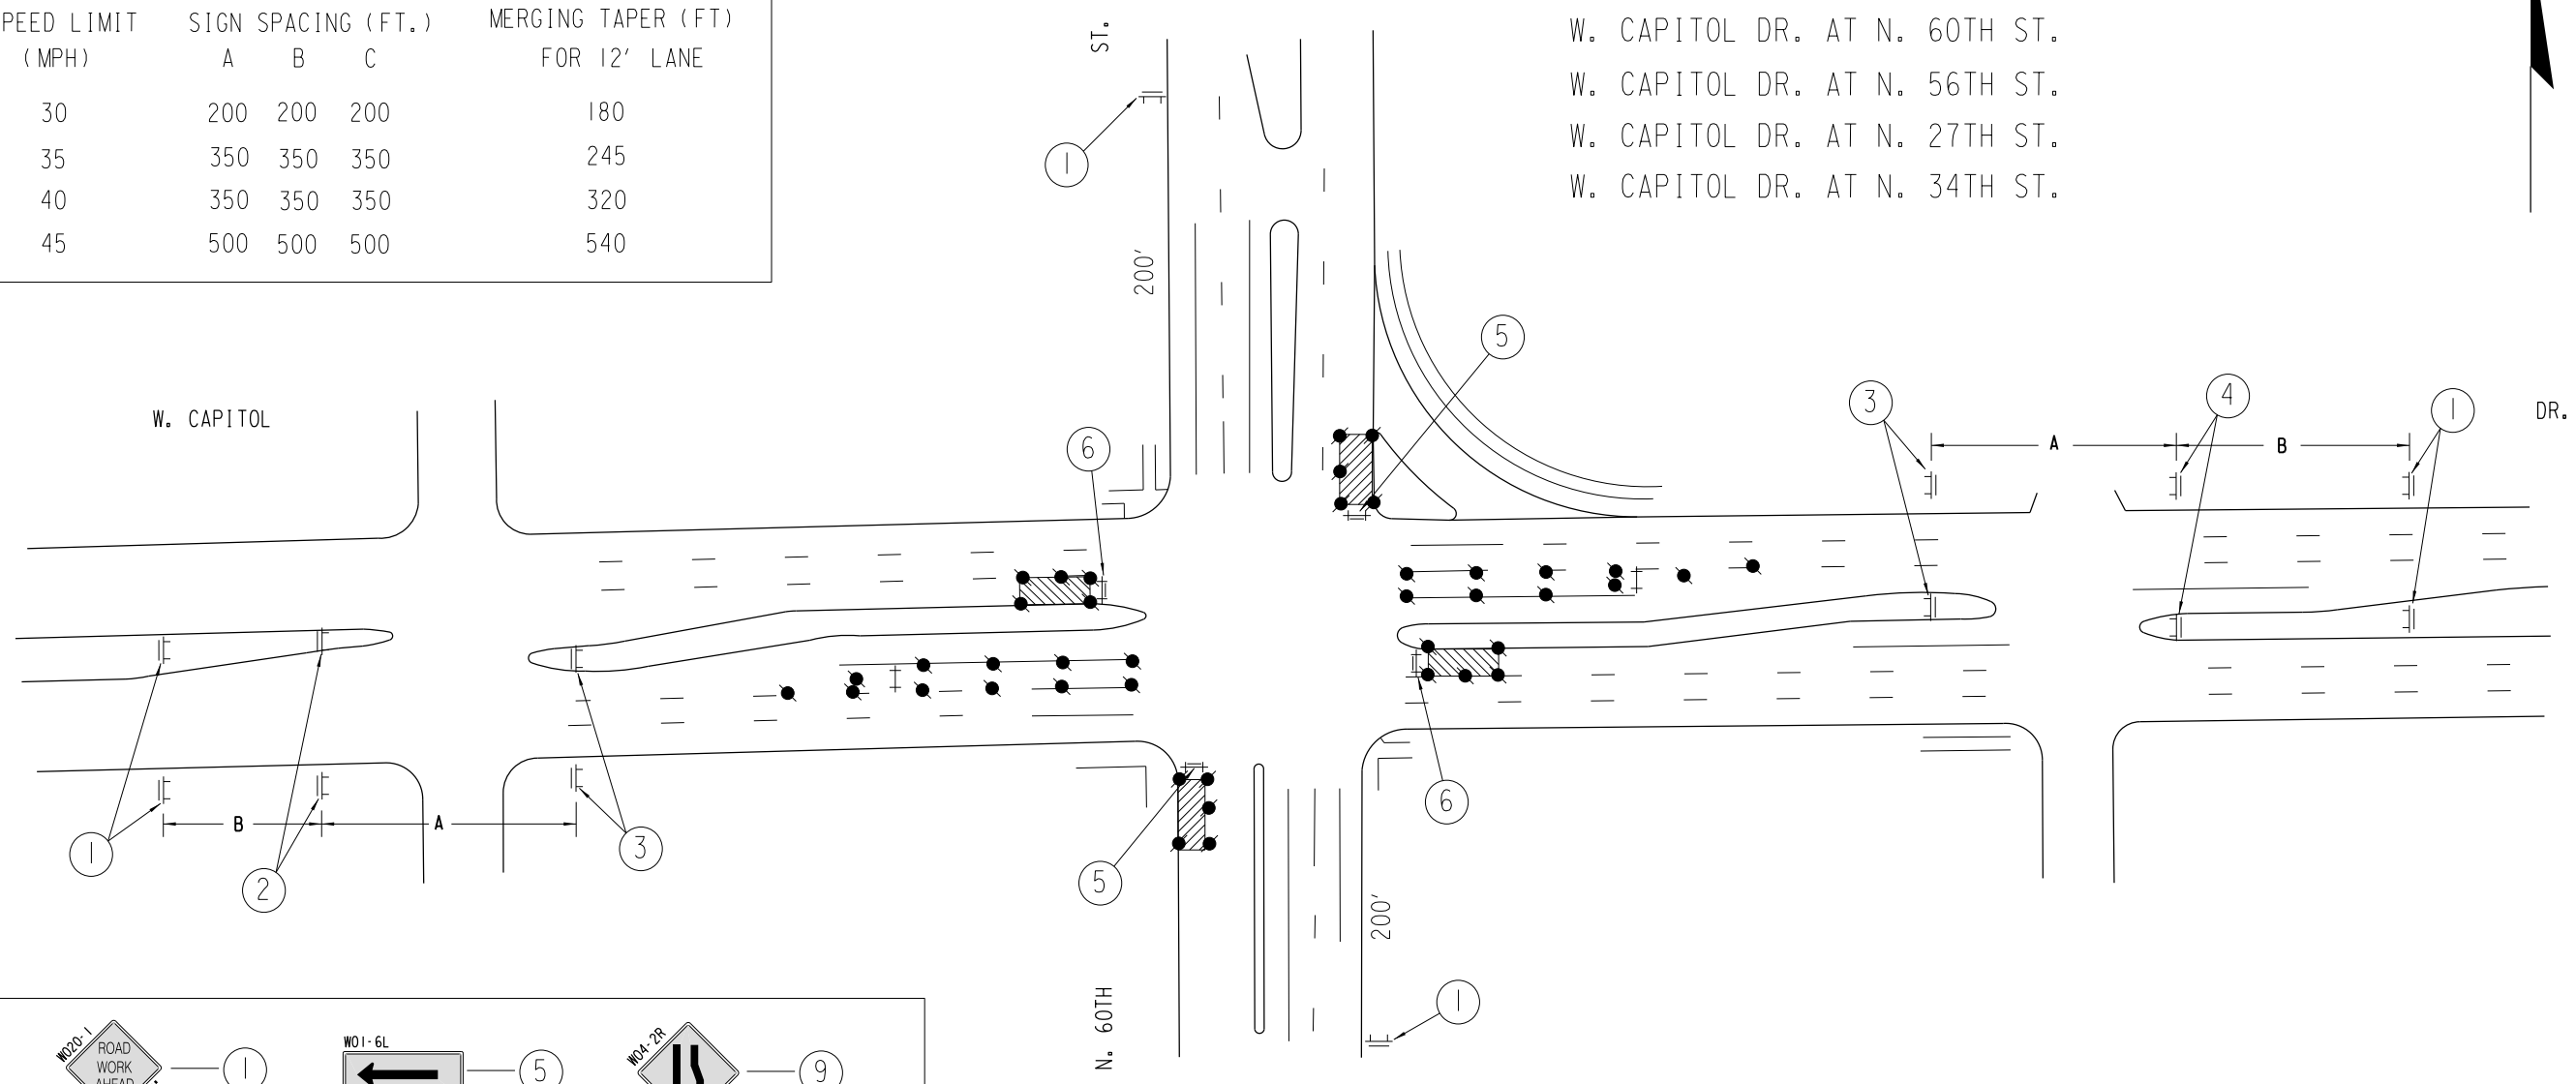 PEED LIMIT SIGN SPACING (FT.) MERGING TAPER (FT)
(MPH) A B C FOR 12' LANE
30 200 200 200 180
35 350 350 350 245
40 350 350 350 320
45 500 500 500 540
ST.
W. CAPITOL DR. AT N. 60TH ST.
W. CAPITOL DR. AT N. 56TH ST.
W. CAPITOL DR. AT N. 27TH ST.
W. CAPITOL DR. AT N. 34TH ST.
1
200'
5
3
4
1
DR.
W. CAPITOL
6
A
B
B
A
1
2
3
5
6
200'
N. 60TH
1
WO20-1
ROAD
WORK
AHEAD
1
WO1-6L
5
WO4-2R
9